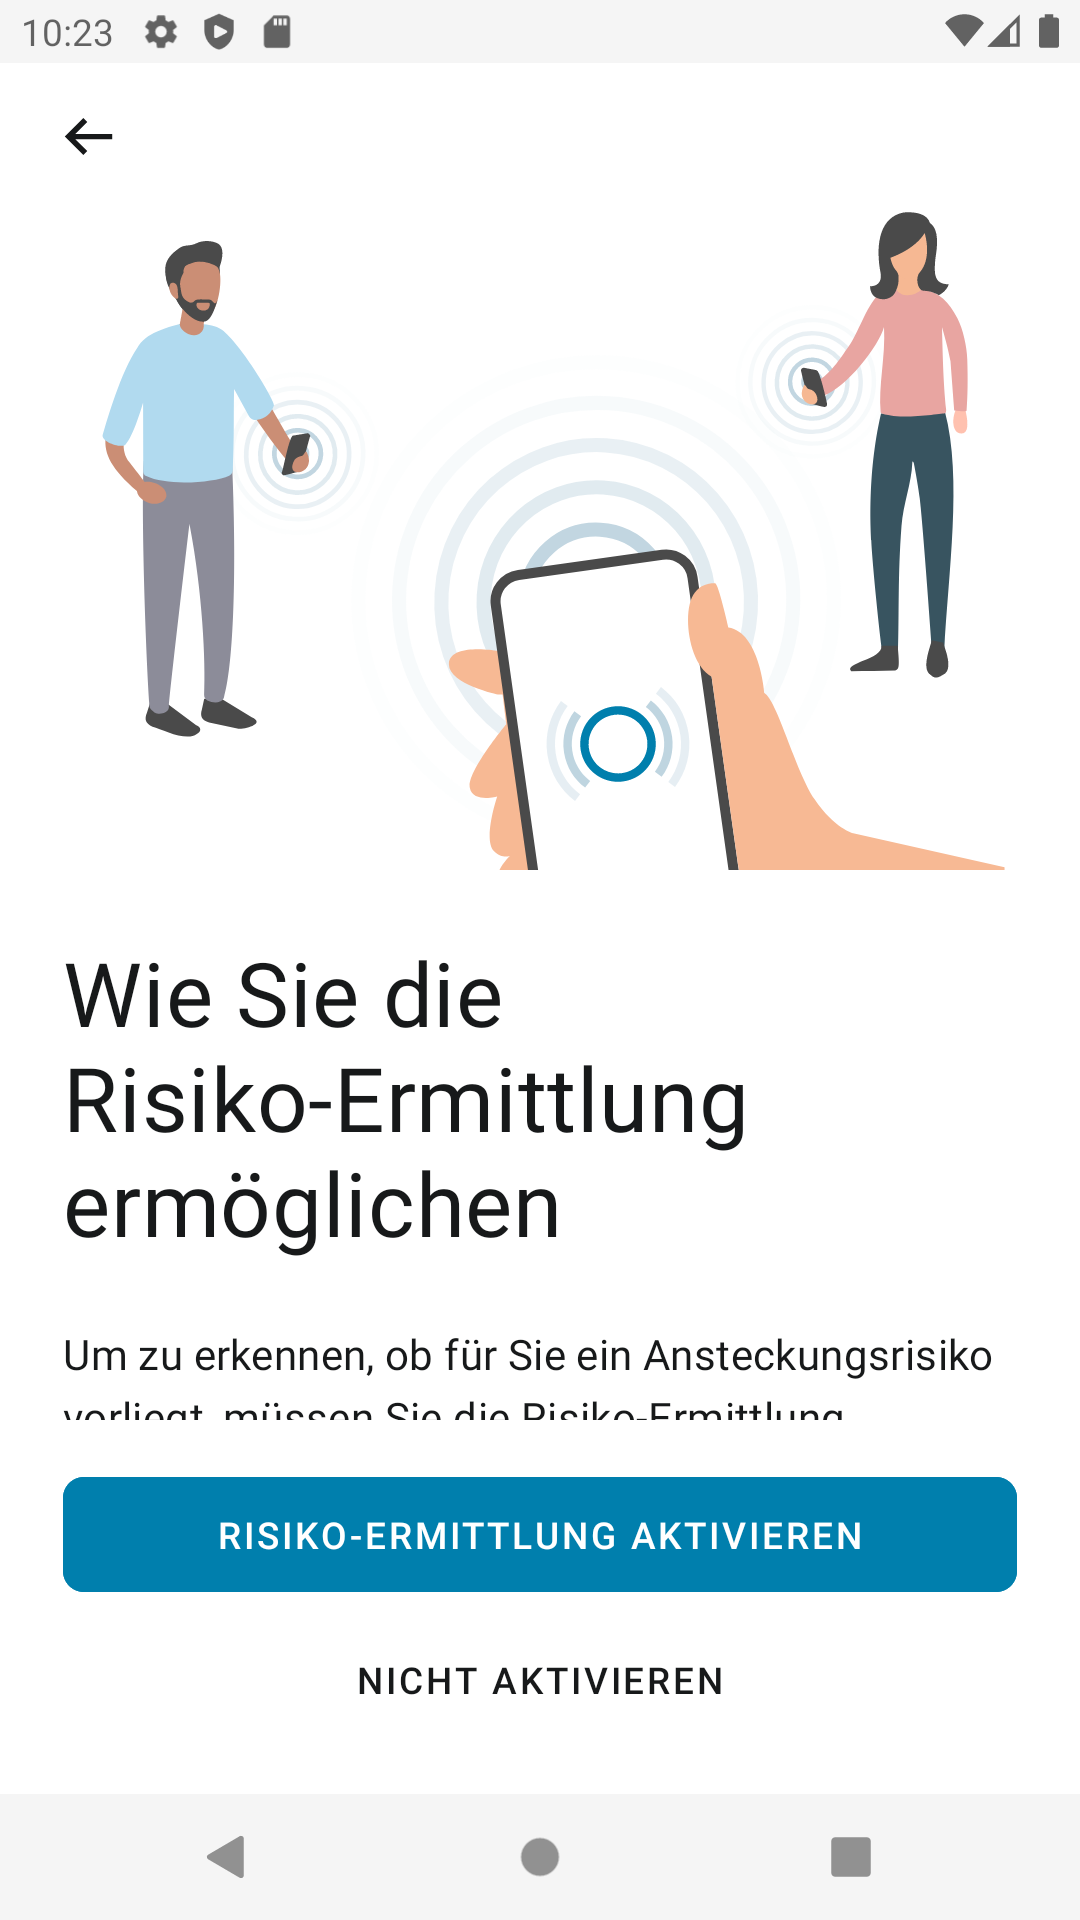 10:23
Wie Sie die
Risiko-Ermittlung
ermöglichen
Um zu erkennen, ob für Sie ein Ansteckungsrisiko
vorliegt, müssen Sie die Risiko-Ermittlung
RISIKO-ERMITTLUNG AKTIVIEREN
NICHT AKTIVIEREN